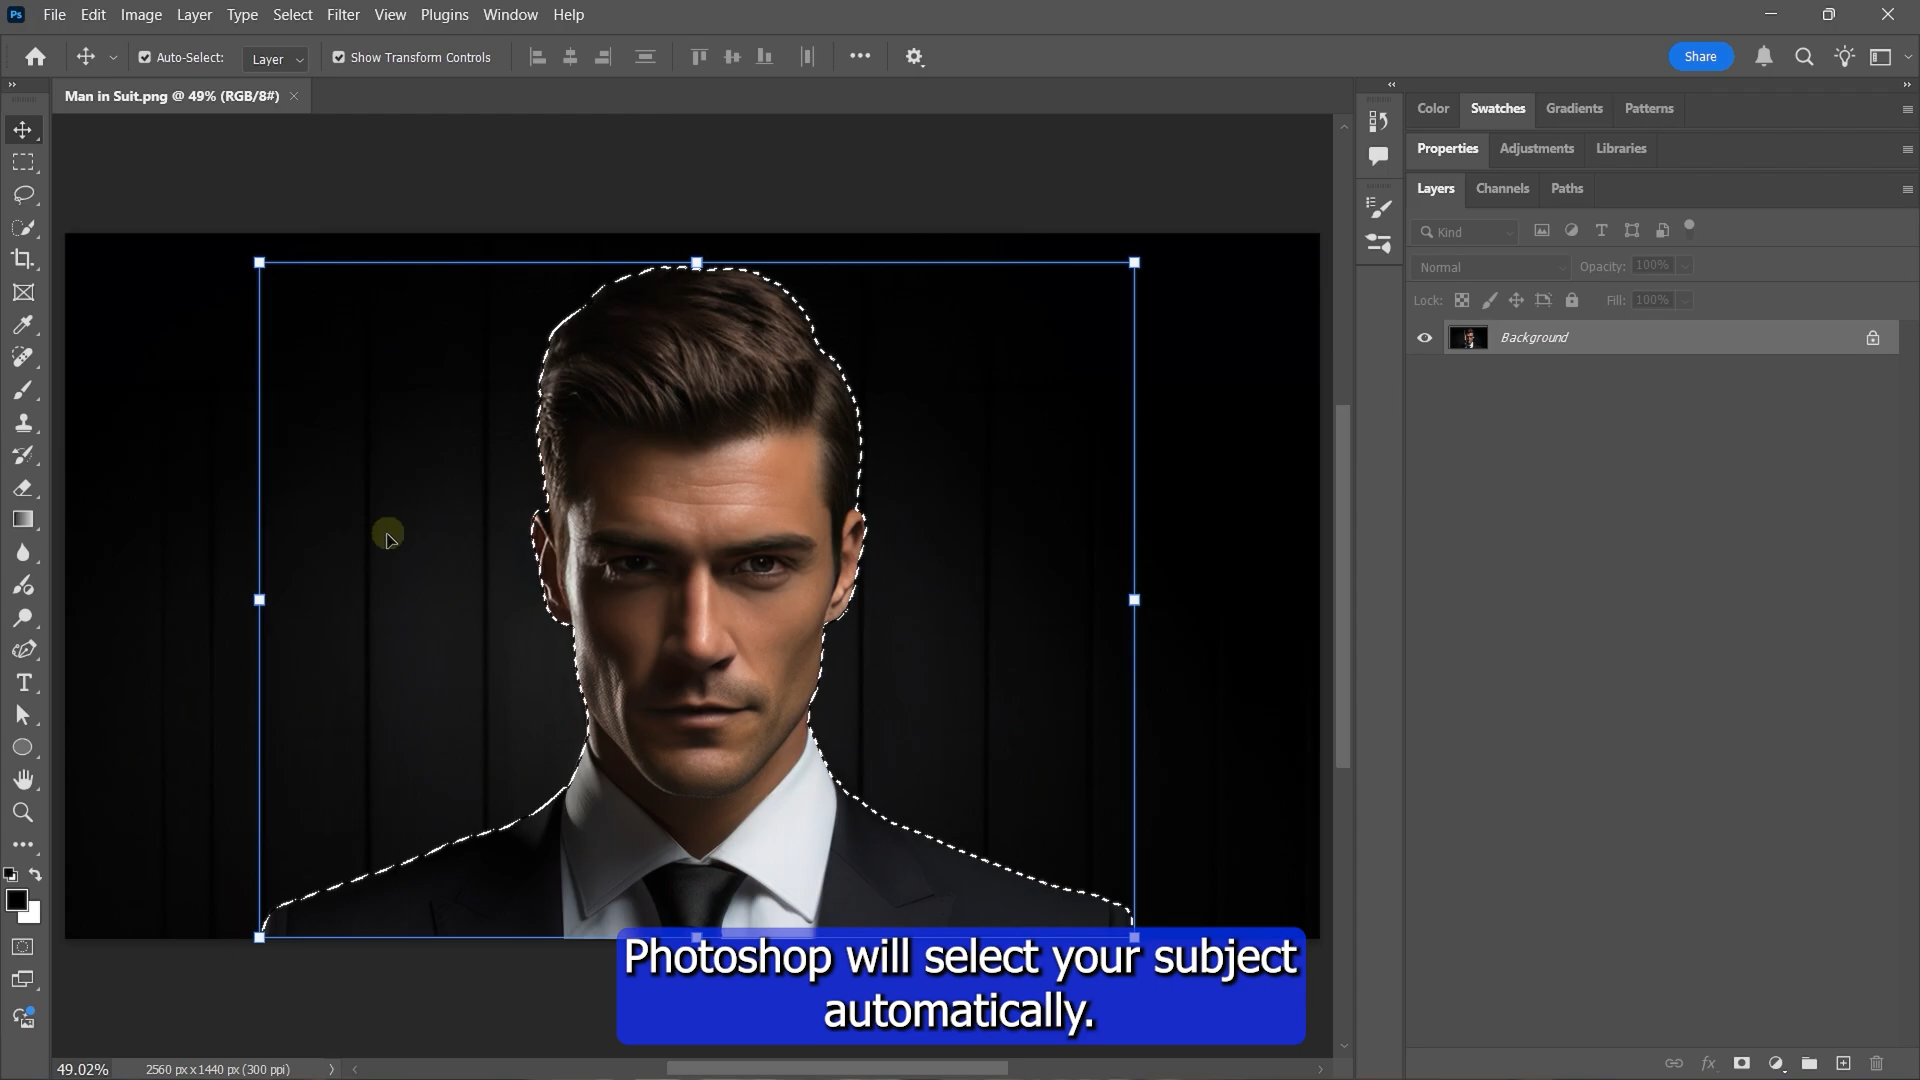 Ps File Edit Image Layer Type Select Filter View Plugins Window Help
Auto-Select: Layer Show Transform Controls Share
Man in Suit.png @ 49% (RGB/8#)
Color Swatches Gradients Patterns
Properties Adjustments Libraries
Layers Channels Paths
Kind
Normal Opacity: 100%
Lock: Fill: 100%
Background
Photoshop will select your subject
automatically.
49.02% 2560 px x 1440 px (300 ppi)
fx